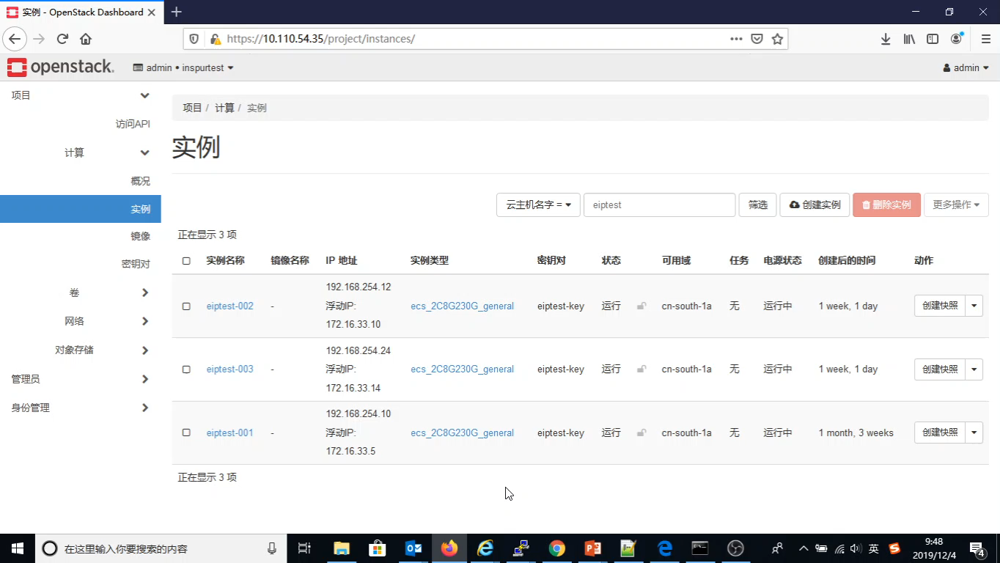 实例 - OpenStack Dashboard
https://10.110.54.35/project/instances/
openstack.
admin • inspurtest
admin
项目
访问API
计算
概况
实例
镜像
密钥对
卷
网络
对象存储
管理员
身份管理
项目 / 计算 / 实例
实例
云主机名字 = eiptest 筛选 创建实例 删除实例 更多操作
正在显示 3 项
实例名称 镜像名称 IP 地址 实例类型 密钥对 状态 可用域 任务 电源状态 创建后的时间 动作
192.168.254.12
eiptest-002 - 浮动IP: ecs_2C8G230G_general eiptest-key 运行 cn-south-1a 无 运行中 1 week, 1 day 创建快照
172.16.33.10
192.168.254.24
eiptest-003 - 浮动IP: ecs_2C8G230G_general eiptest-key 运行 cn-south-1a 无 运行中 1 week, 1 day 创建快照
172.16.33.14
192.168.254.10
eiptest-001 - 浮动IP: ecs_2C8G230G_general eiptest-key 运行 cn-south-1a 无 运行中 1 month, 3 weeks 创建快照
172.16.33.5
正在显示 3 项
在这里输入你要搜索的内容
英
9:48
2019/12/4
4